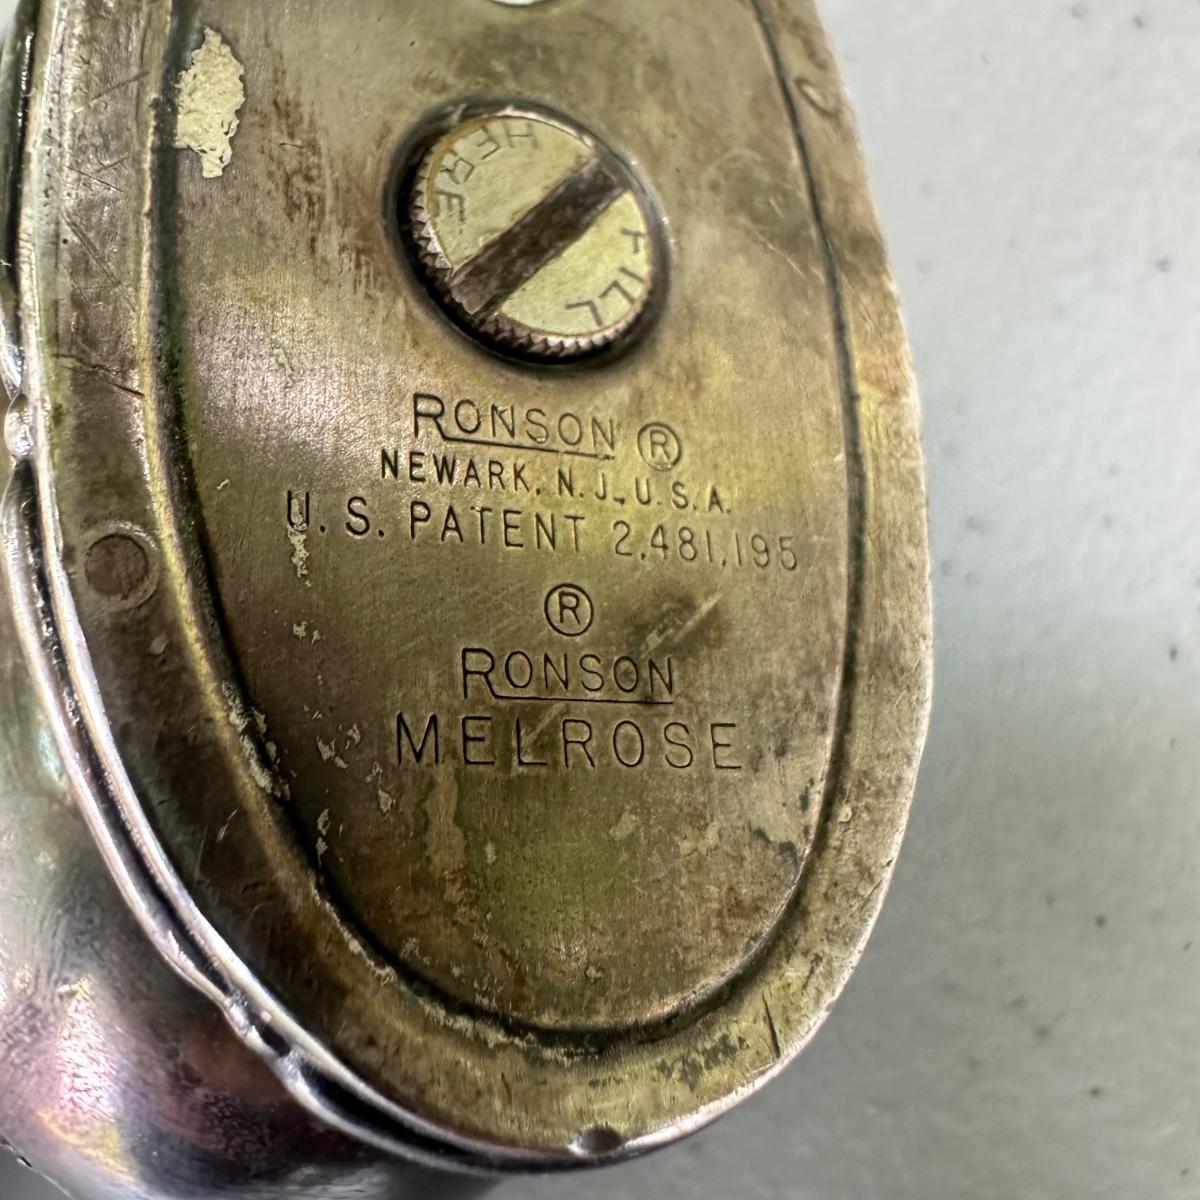 FILL
HERE
RONSON ®
NEWARK, N.J., U.S.A.
U.S. PATENT 2,481,195
®
RONSON
MELROSE